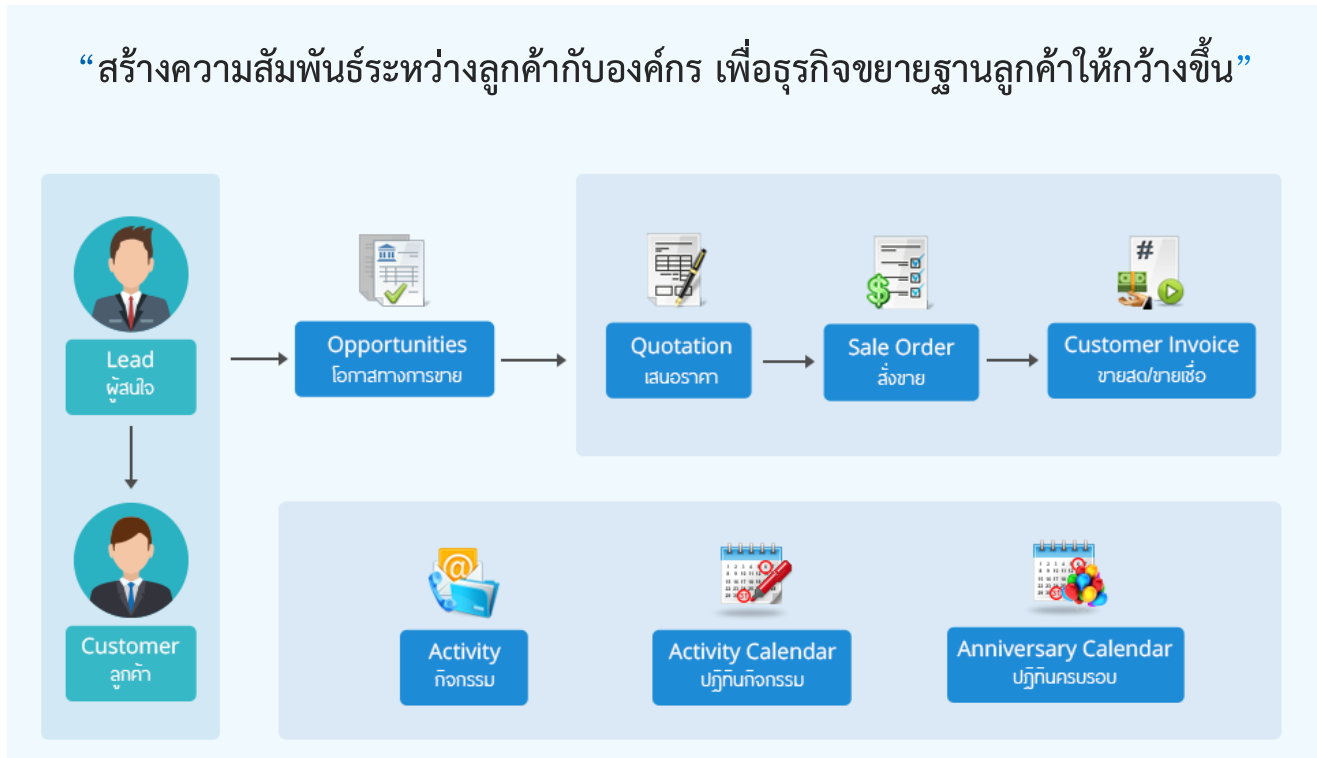 “สร้างความสัมพันธ์ระหว่างลูกค้ากับองค์กร เพื่อธุรกิจขยายฐานลูกค้าให้กว้างขึ้น”
Lead
ผู้สนใจ
Opportunities
โอกาสทางการขาย
Quotation
เสนอราคา
Sale Order
สั่งขาย
#
Customer Invoice
ขายสด/ขายเชื่อ
Customer
ลูกค้า
@
Activity
กิจกรรม
Activity Calendar
ปฏิทินกิจกรรม
Anniversary Calendar
ปฏิทินครบรอบ